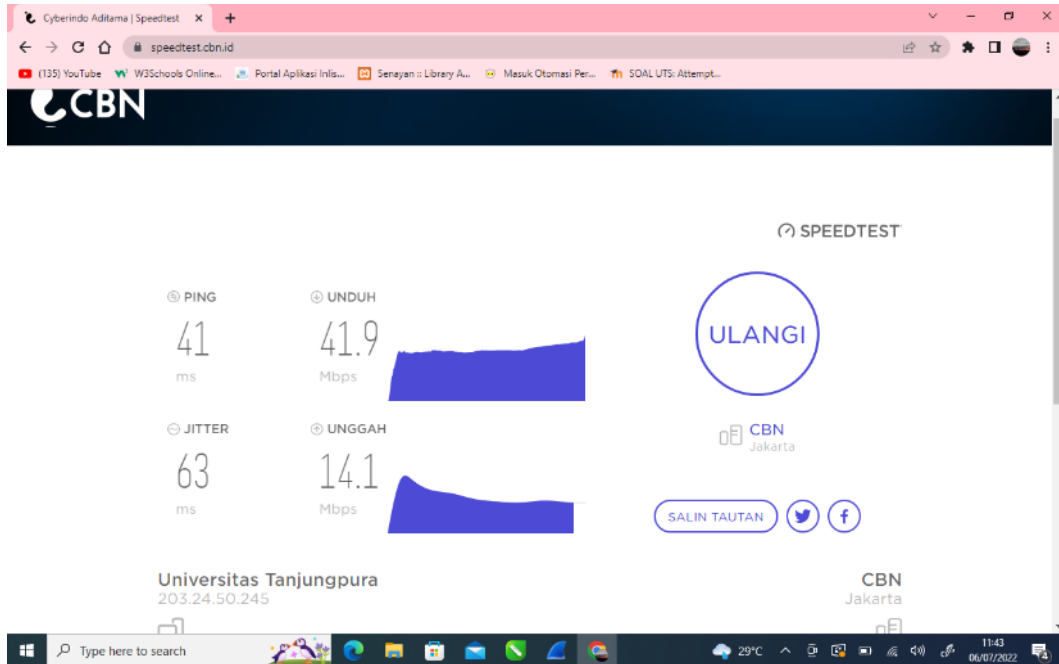 Cyberindo Aditama | Speedtest
speedtest.cbn.id
(135) YouTube W3Schools Online... Portal Aplikasi Inlis... Senayan :: Library A... Masuk Otomasi Per... SOAL UTS: Attempt...
CBN
SPEEDTEST
PING UNDUH
41 41.9
ms Mbps
ULANGI
JITTER UNGGAH
63 14.1
ms Mbps
CBN
Jakarta
SALIN TAUTAN
Universitas Tanjungpura
203.24.50.245
CBN
Jakarta
Type here to search
29°C
11:43
06/07/2022
4